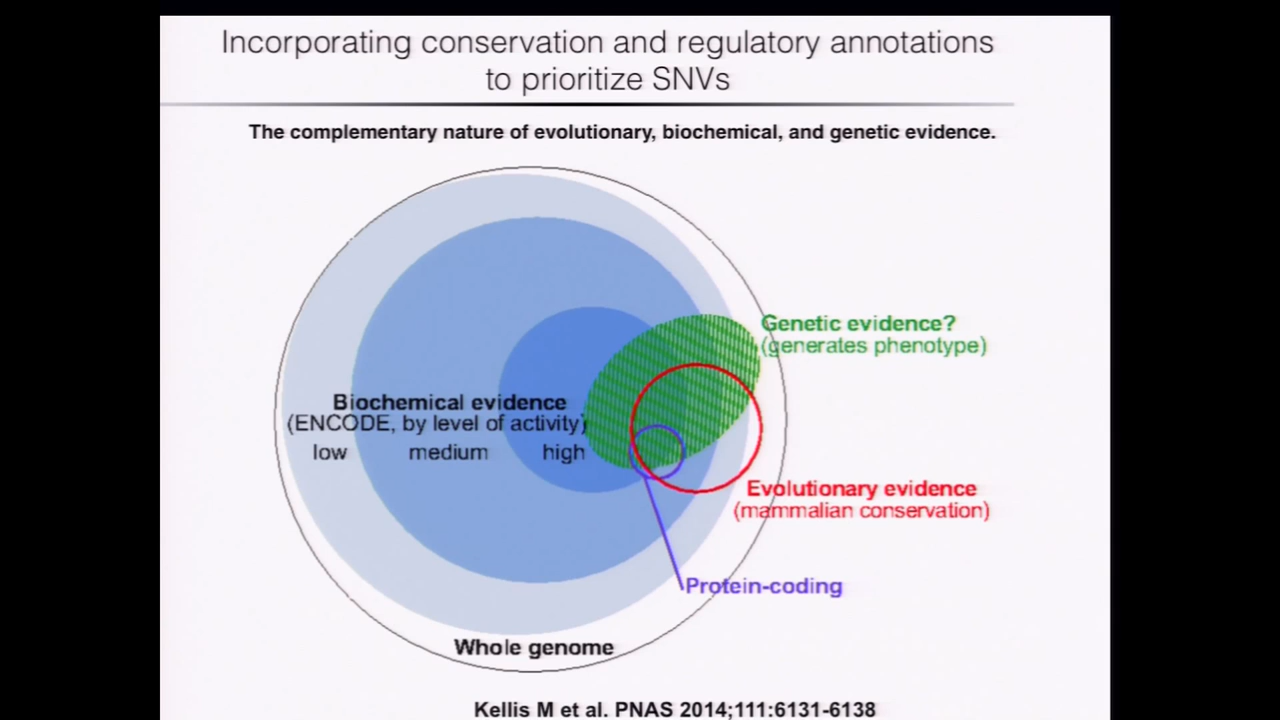 Incorporating conservation and regulatory annotations
to prioritize SNVs
The complementary nature of evolutionary, biochemical, and genetic evidence.
Genetic evidence?
(generates phenotype)
Biochemical evidence
(ENCODE, by level of activity)
low medium high
Evolutionary evidence
(mammalian conservation)
Protein-coding
Whole genome
Kellis M et al. PNAS 2014;111:6131-6138